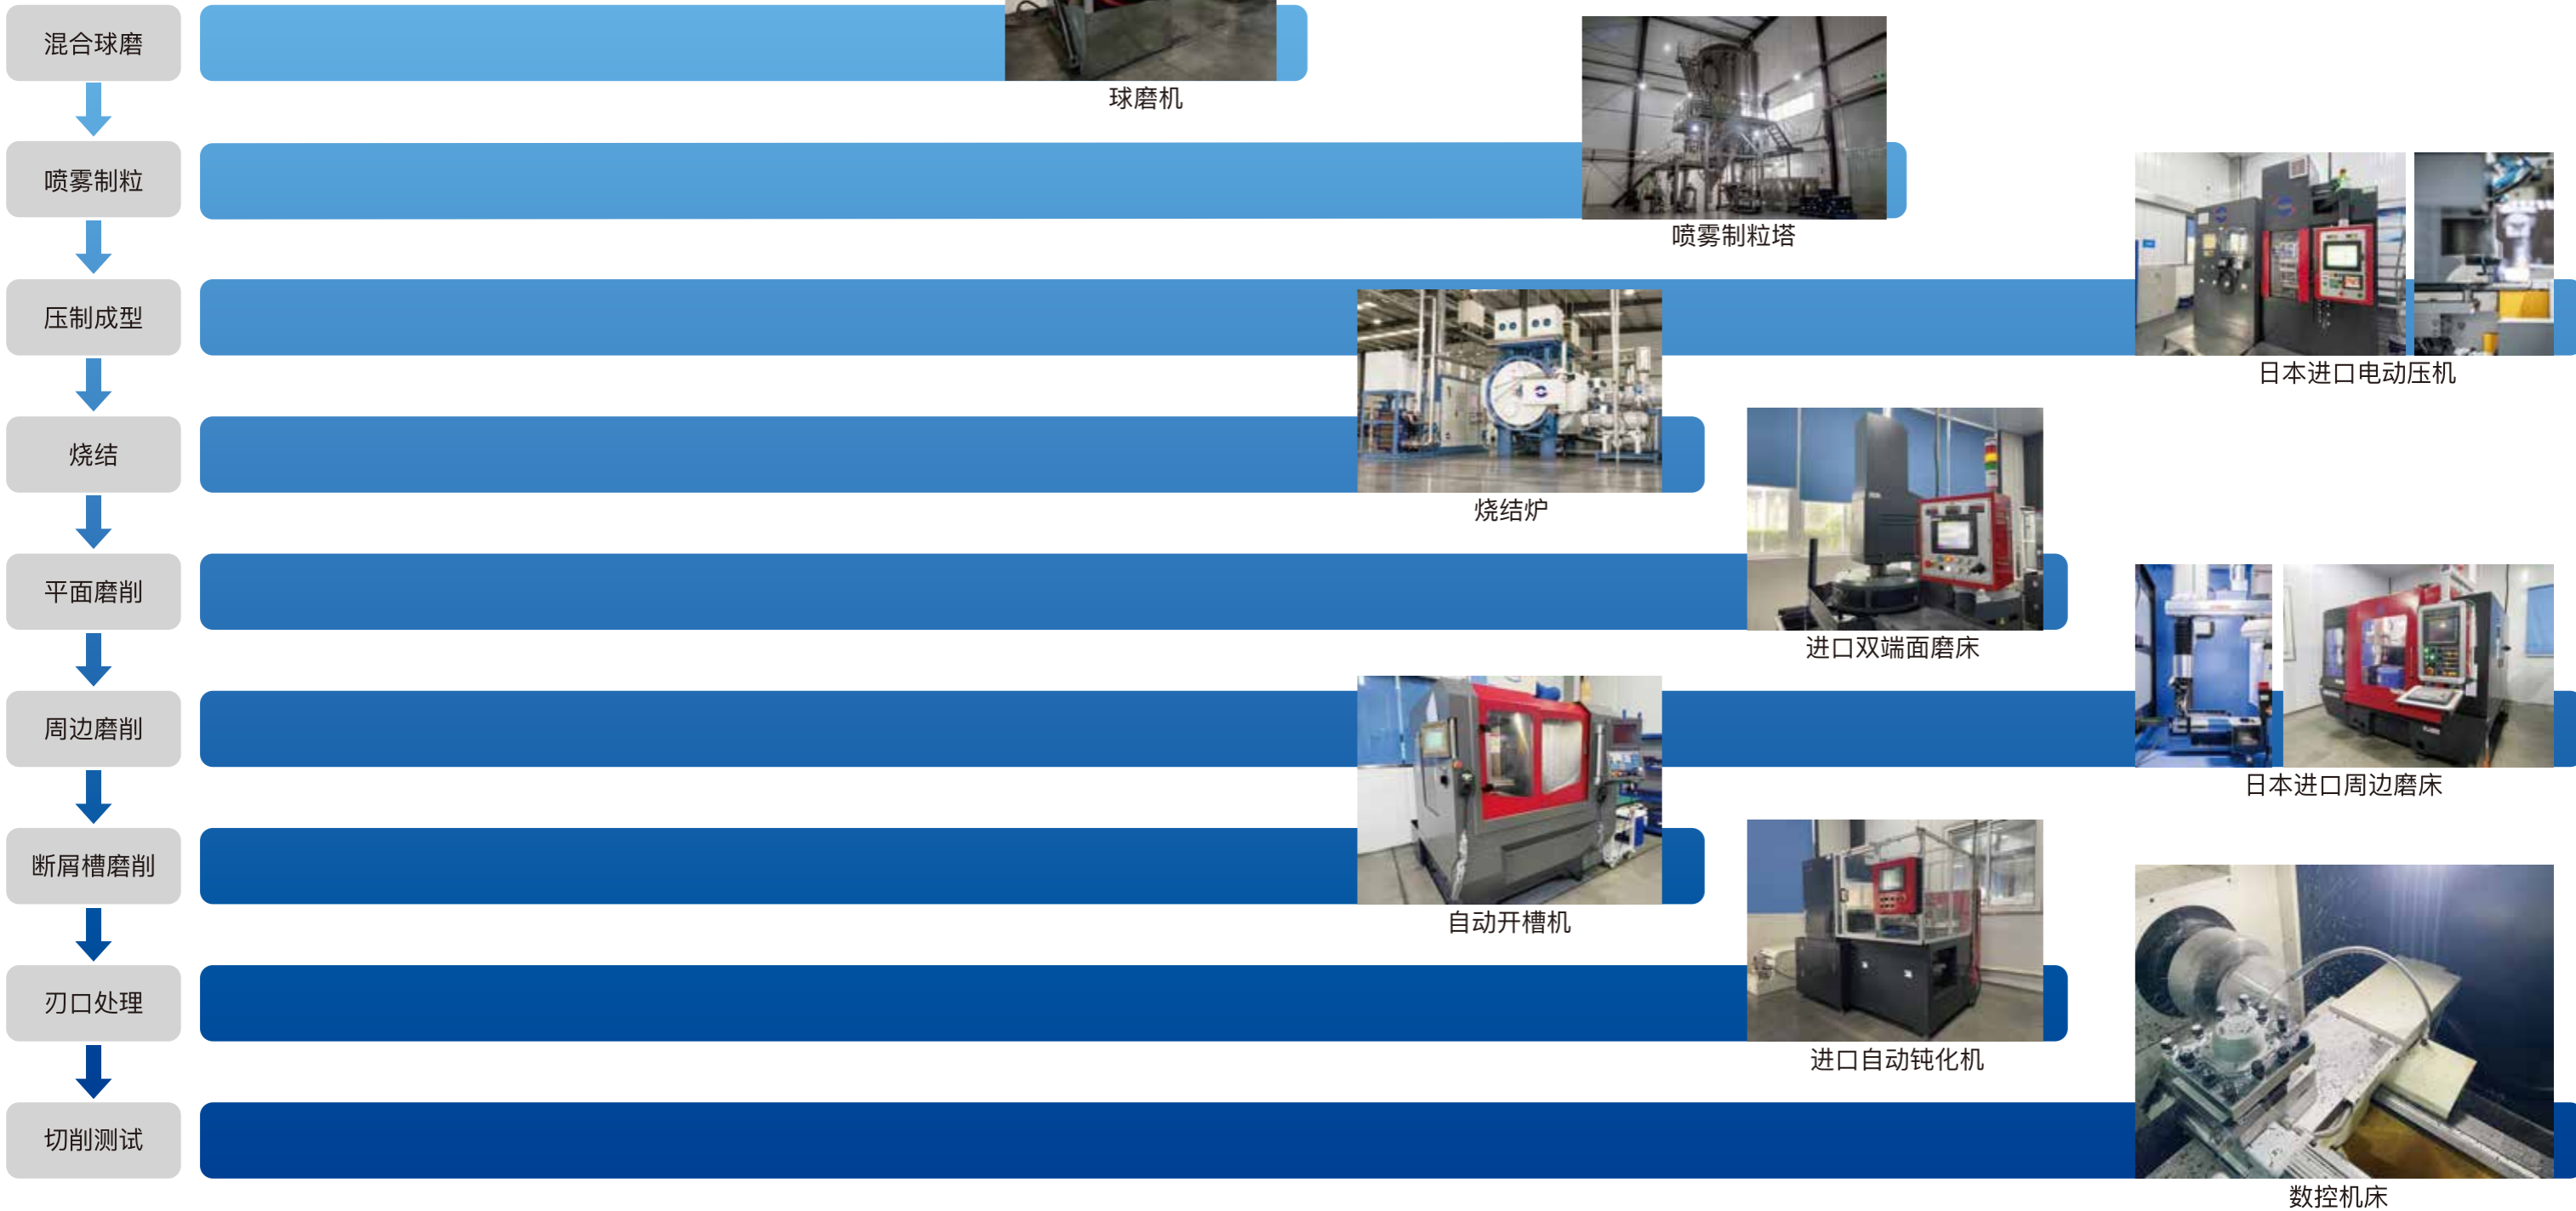 混合球磨
球磨机
喷雾制粒
喷雾制粒塔
压制成型
日本进口电动压机
烧结
烧结炉
平面磨削
进口双端面磨床
周边磨削
日本进口周边磨床
断屑槽磨削
自动开槽机
刃口处理
进口自动钝化机
切削测试
数控机床